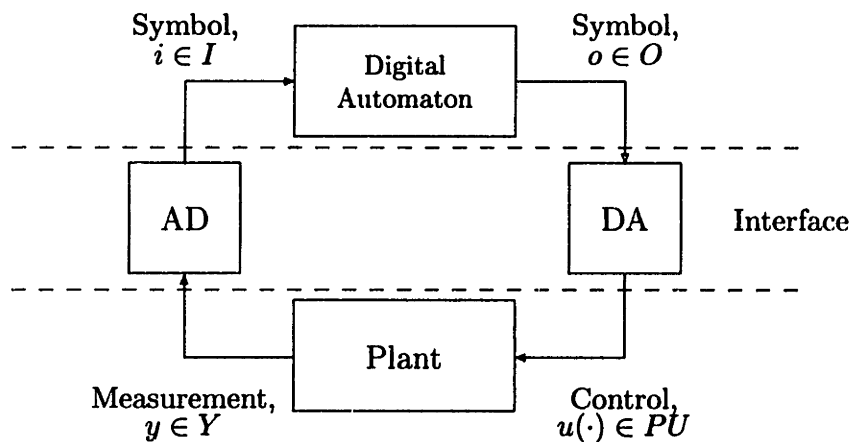 Symbol,
i ∈ I
Digital
Automaton
Symbol,
o ∈ O
AD
DA
Interface
Plant
Measurement,
y ∈ Y
Control,
u(·) ∈ PU